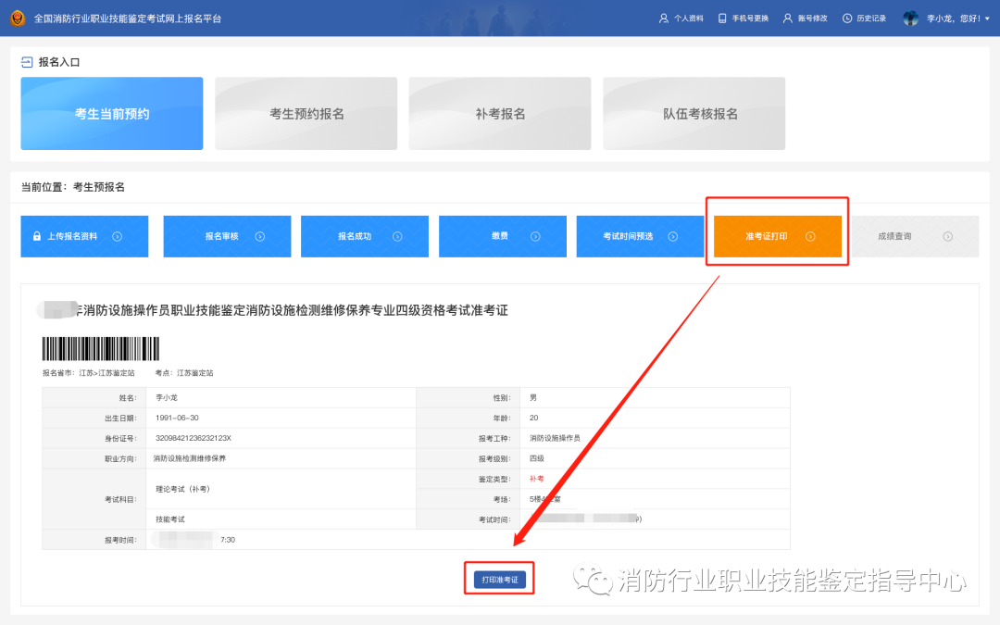 全国消防行业职业技能鉴定考试网上报名平台
个人资料 手机号更换 账号修改 历史记录 李小龙，您好！
报名入口
考生当前预约 考生预约报名 补考报名 队伍考核报名
当前位置：考生预报名
上传报名资料 报名审核 报名成功 缴费 考试时间预选 准考证打印 成绩查询
年消防设施操作员职业技能鉴定消防设施检测维修保养专业四级资格考试准考证
报名省市：江苏>江苏鉴定站 考点：江苏鉴定站
姓名： 李小龙 性别： 男
出生日期： 1991-06-30 年龄： 20
身份证号： 32098421236232123X 报考工种： 消防设施操作员
职业方向： 消防设施检测维修保养 报考级别： 四级
鉴定类型： 补考
考试科目： 理论考试（补考） 考场： 5楼4
技能考试 考试时间：
报考时间： 7:30
打印准考证
消防行业职业技能鉴定指导中心